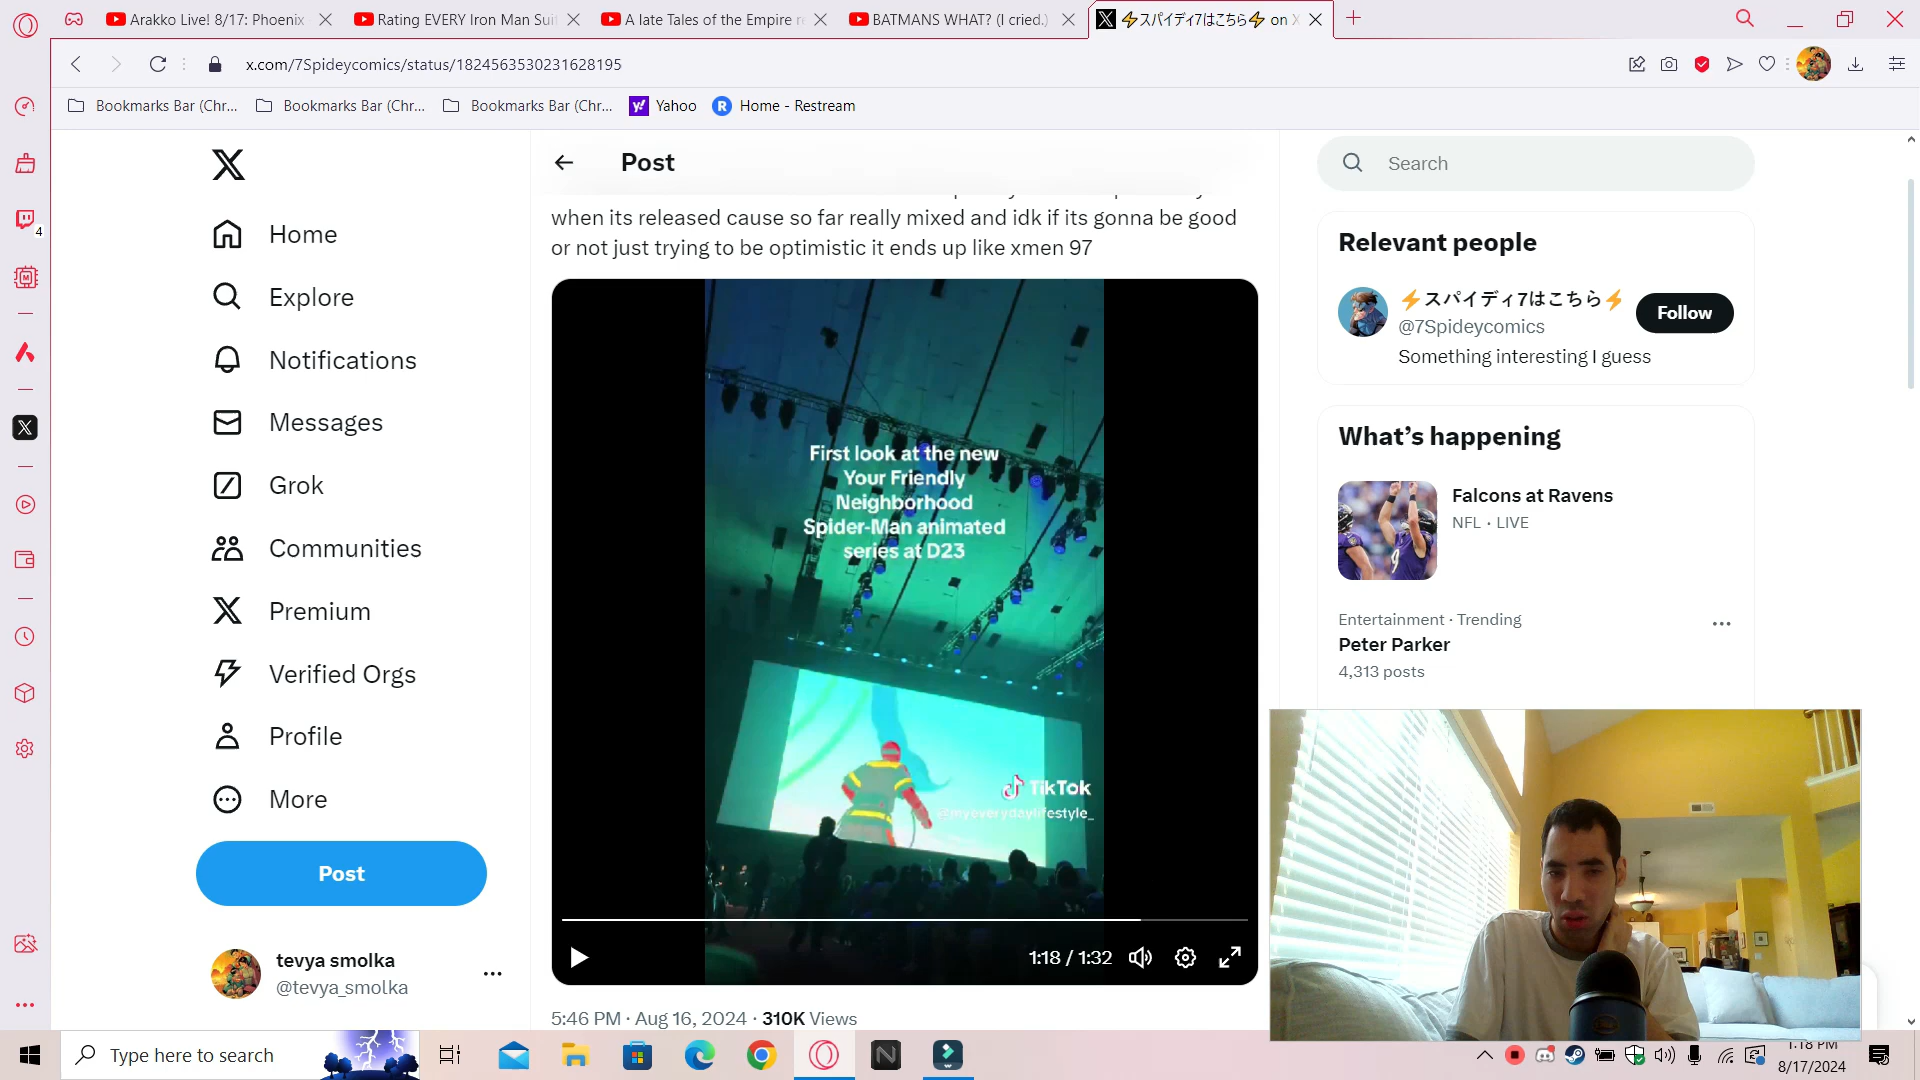 Arakko Live! 8/17: Phoenix
Rating EVERY Iron Man Sui
A late Tales of the Empire re
BATMANS WHAT? (I cried.)
⚡スパイディ7はこちら⚡ on X
x.com/7Spideycomics/status/1824563530231628195
Bookmarks Bar (Chr...
Bookmarks Bar (Chr...
Bookmarks Bar (Chr...
Yahoo
Home - Restream
4
Home
Explore
Notifications
Messages
Grok
Communities
Premium
Verified Orgs
Profile
More
Post
tevya smolka
@tevya_smolka
Post
when its released cause so far really mixed and idk if its gonna be good
or not just trying to be optimistic it ends up like xmen 97
First look at the new
Your Friendly
Neighborhood
Spider-Man animated
series at D23
TikTok
@myeverydaylifestyle_
1:18 / 1:32
5:46 PM · Aug 16, 2024 · 310K Views
Search
Relevant people
⚡スパイディ7はこちら⚡
@7Spideycomics
Follow
Something interesting I guess
What's happening
Falcons at Ravens
NFL · LIVE
Entertainment · Trending
Peter Parker
4,313 posts
Type here to search
1:18 PM
8/17/2024